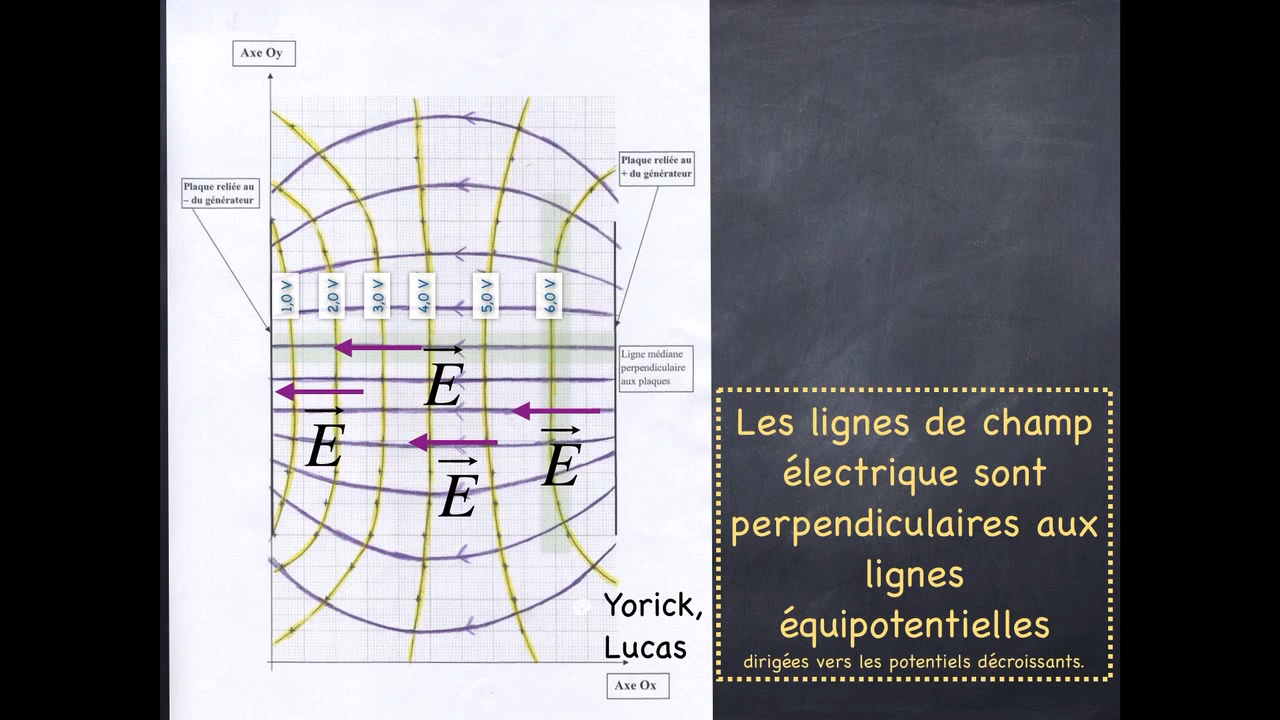 Axe Oy
Plaque reliée au
+ du générateur
Plaque reliée au
– du générateur
1,0 V
2,0 V
3,0 V
4,0 V
5,0 V
6,0 V
Ligne médiane
perpendiculaire
aux plaques
E
E
E
E
Yorick,
Lucas
Axe Ox
Les lignes de champ
électrique sont
perpendiculaires aux
lignes
équipotentielles
dirigées vers les potentiels décroissants.